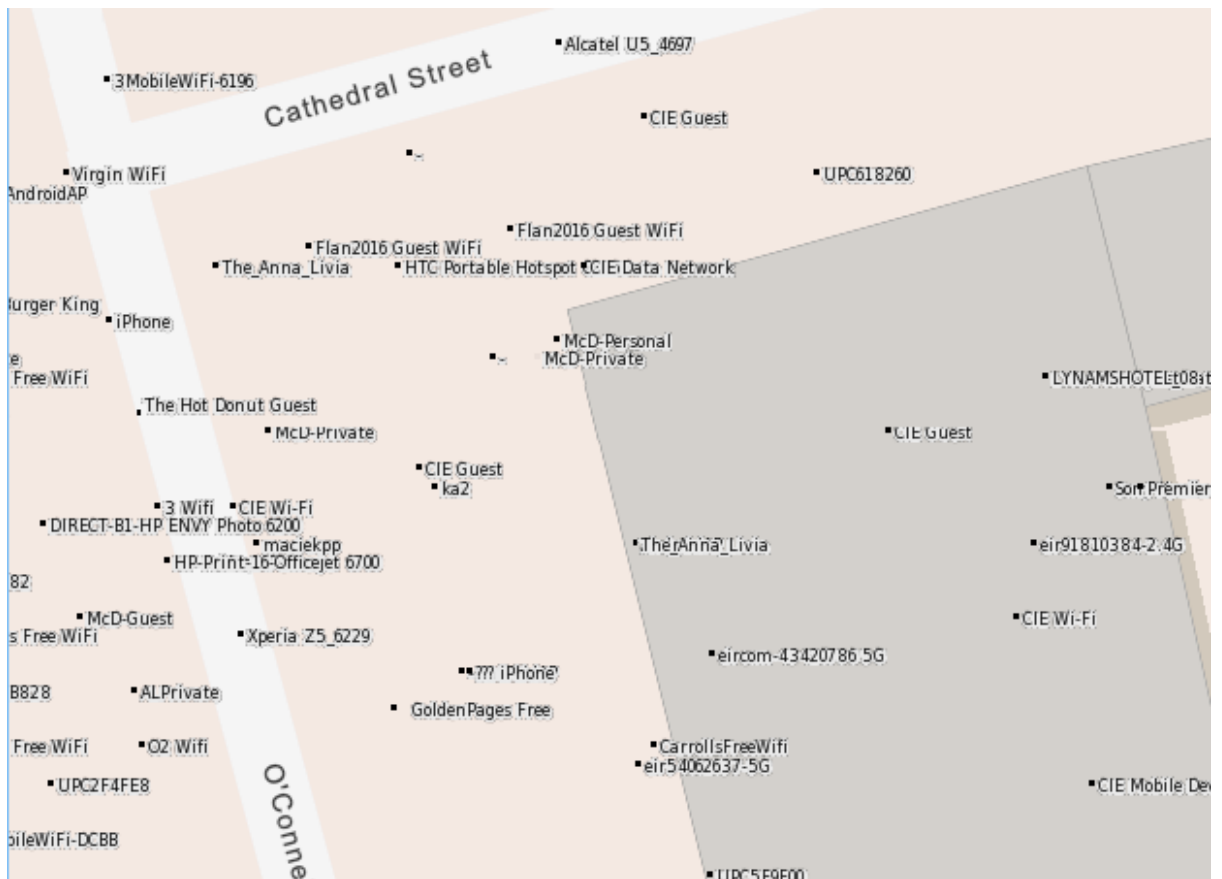 Alcatel U5_4697
3MobileWiFi-6196
Cathedral Street
CIE Guest
Virgin WiFi
UPC618260
AndroidAP
Flan2016 Guest WiFi
Flan2016 Guest WiFi
The_Anna_Livia
HTC Portable Hotspot
CIE Data Network
Burger King
iPhone
McD-Personal
McD-Private
Free WiFi
LYNAMSHOTEL
The Hot Donut Guest
McD-Private
CIE Guest
CIE Guest
ka2
Premier
3 Wifi
CIE Wi-Fi
DIRECT-B1-HP ENVY Photo 6200
maciekpp
Anna_Livia
eir91810384-2.4G
HP-Print-16-Officejet 6700
82
McD-Guest
CIE Wi-Fi
s Free WiFi
Xperia Z5_6229
eircom-43420786 5G
??? iPhone
B828
ALPrivate
GoldenPages Free
Free WiFi
O2 Wifi
CarrollsFreeWifi
eir54062637-5G
UPC2F4FE8
O'Conne
CIE Mobile Dev
bileWiFi-DCBB
UPC5F9F00